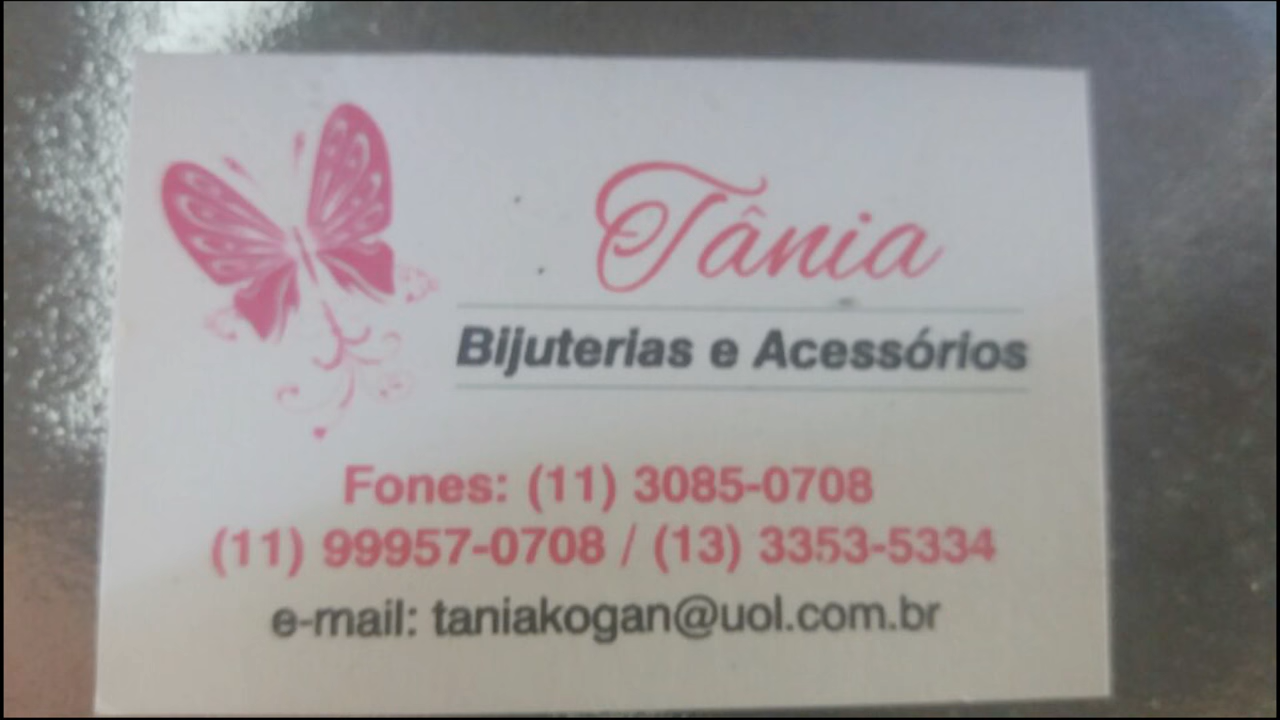 Tânia
Bijuterias e Acessórios
Fones: (11) 3085-0708
(11) 99957-0708 / (13) 3353-5334
e-mail: taniakogan@uol.com.br